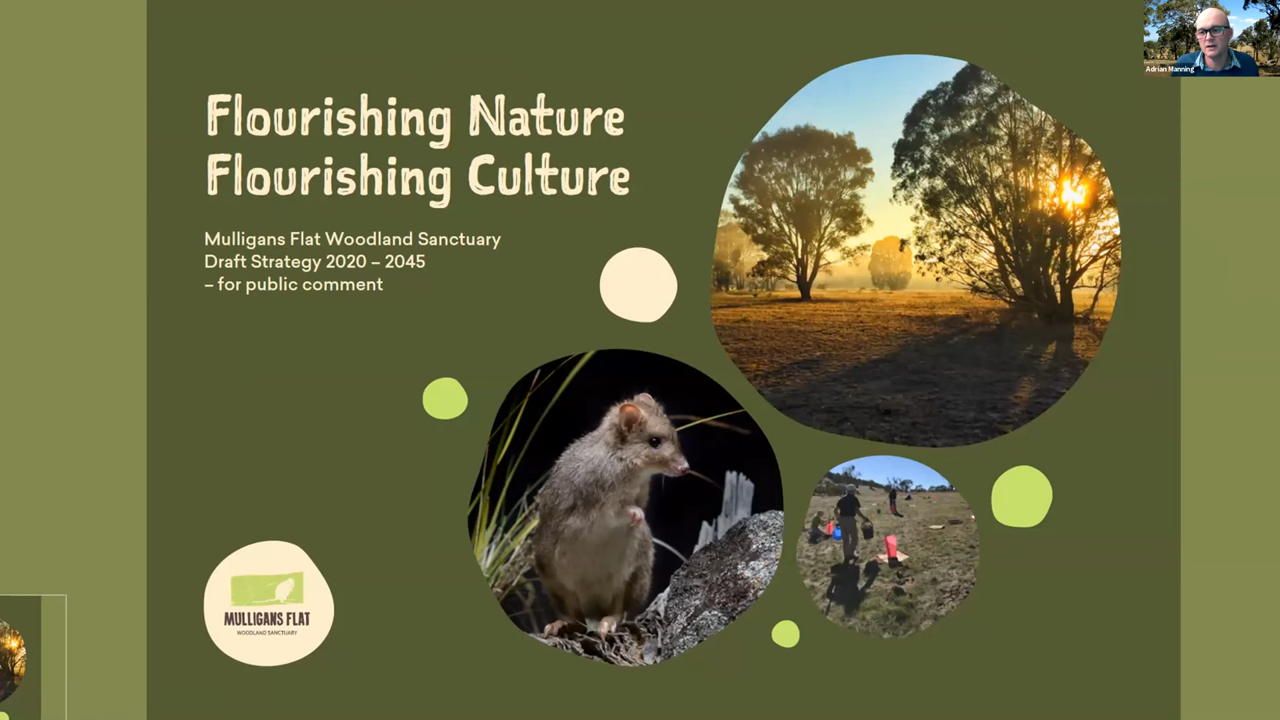 Flourishing Nature
Flourishing Culture
Mulligans Flat Woodland Sanctuary
Draft Strategy 2020 – 2045
– for public comment
MULLIGANS FLAT
WOODLAND SANCTUARY
Adrian Manning